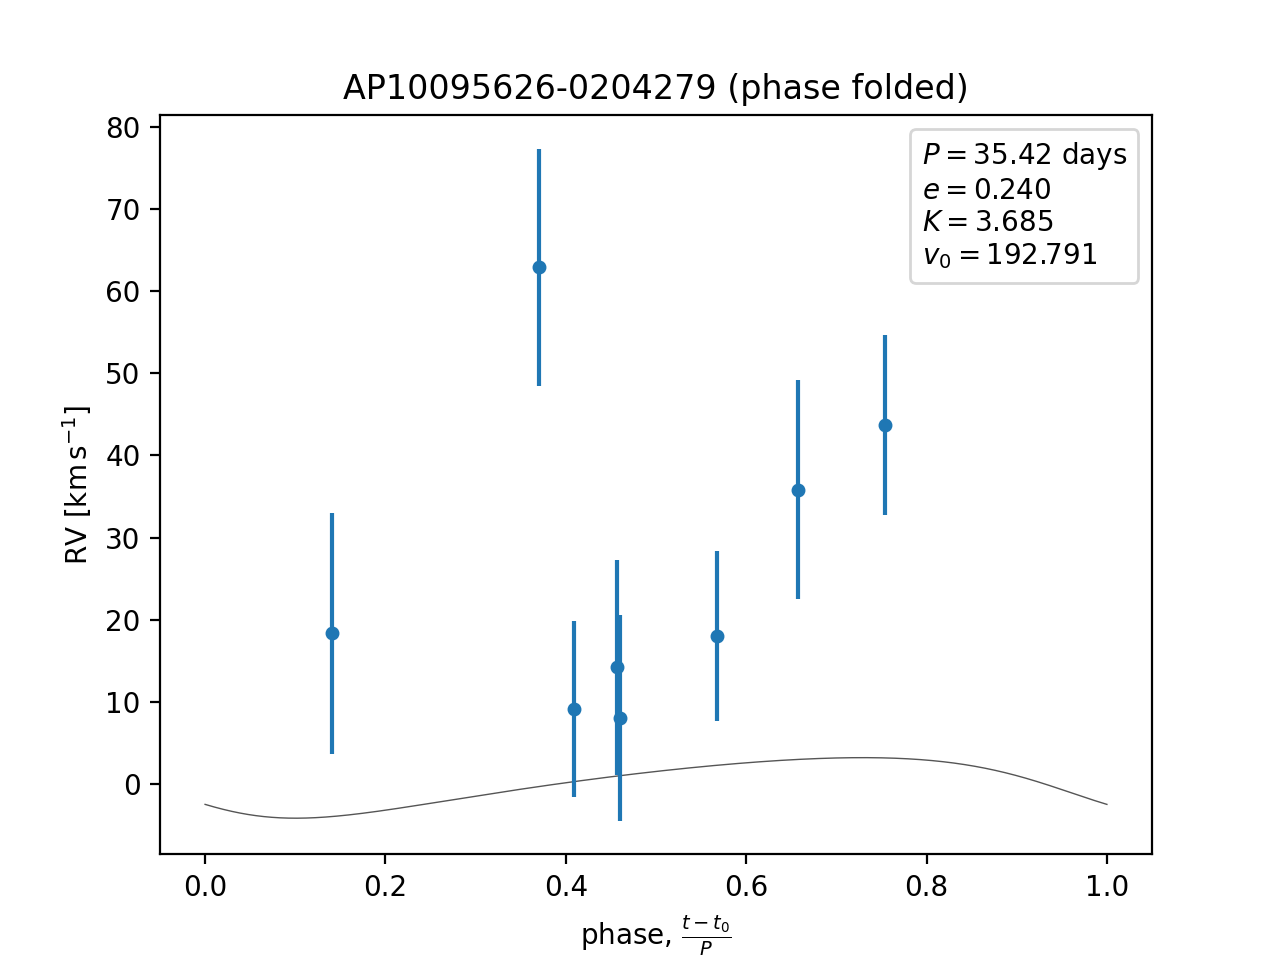 AP10095626-0204279 (phase folded)
P = 35.42 days
e = 0.240
K = 3.685
v₀ = 192.791
80
70
60
50
40
30
20
10
0
RV [km s⁻¹]
0.0 0.2 0.4 0.6 0.8 1.0
phase, (t − t₀)/P